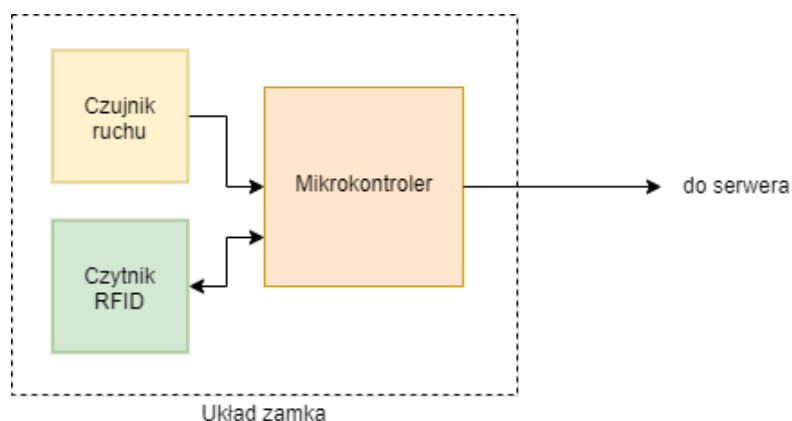 Czujnik
ruchu
Mikrokontroler
do serwera
Czytnik
RFID
Układ zamka